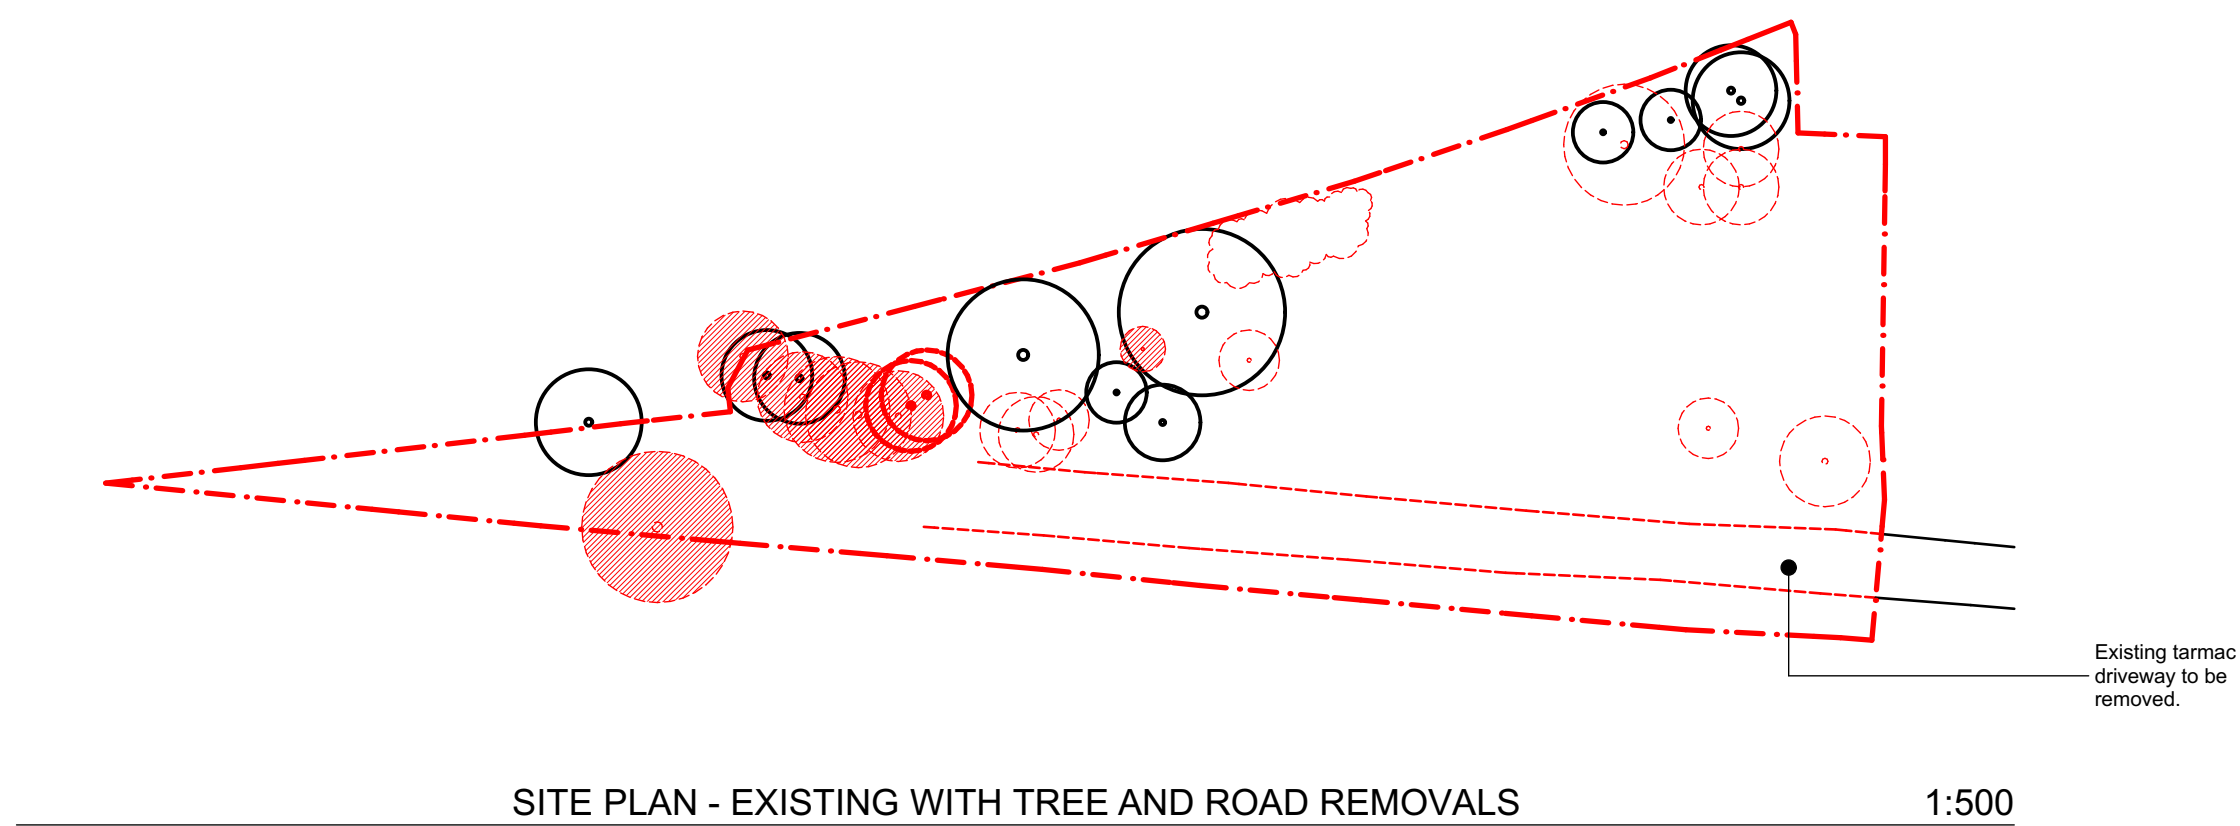 Existing tarmac
driveway to be
removed.
SITE PLAN - EXISTING WITH TREE AND ROAD REMOVALS 1:500